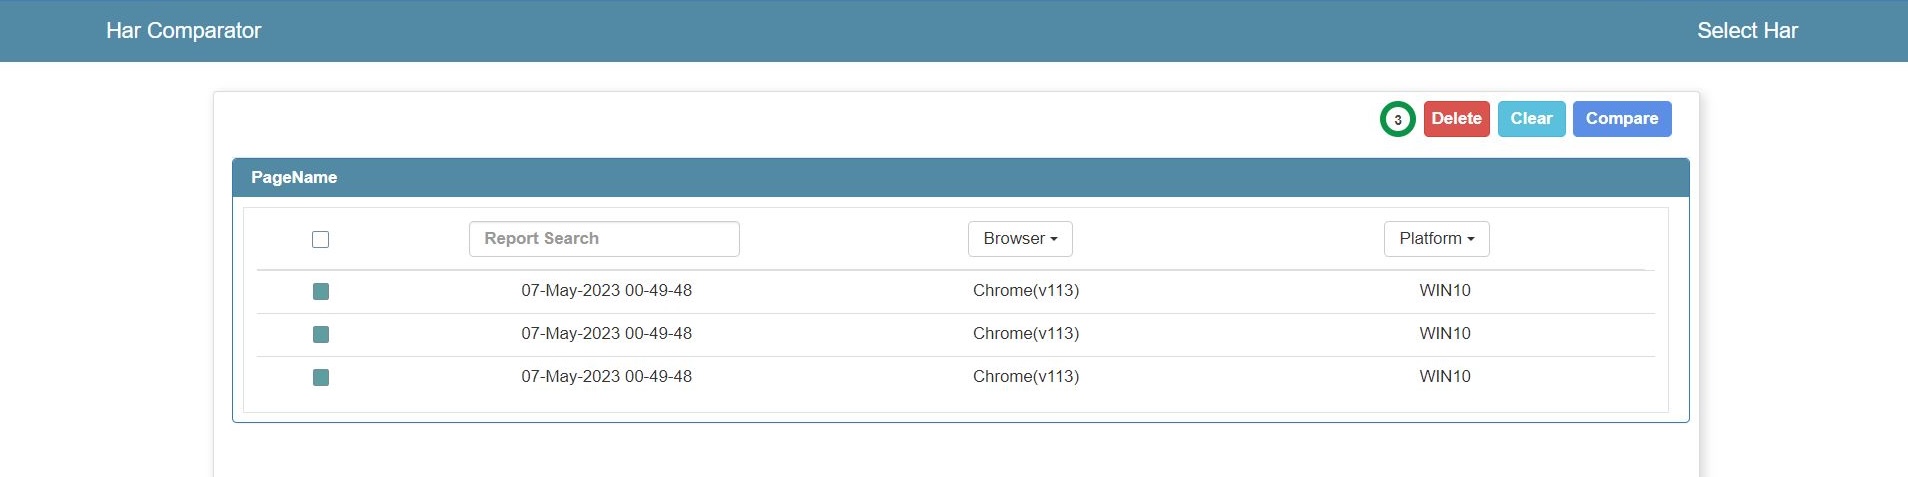 Har Comparator Select Har
3 Delete Clear Compare
PageName
Report Search Browser Platform
07-May-2023 00-49-48 Chrome(v113) WIN10
07-May-2023 00-49-48 Chrome(v113) WIN10
07-May-2023 00-49-48 Chrome(v113) WIN10